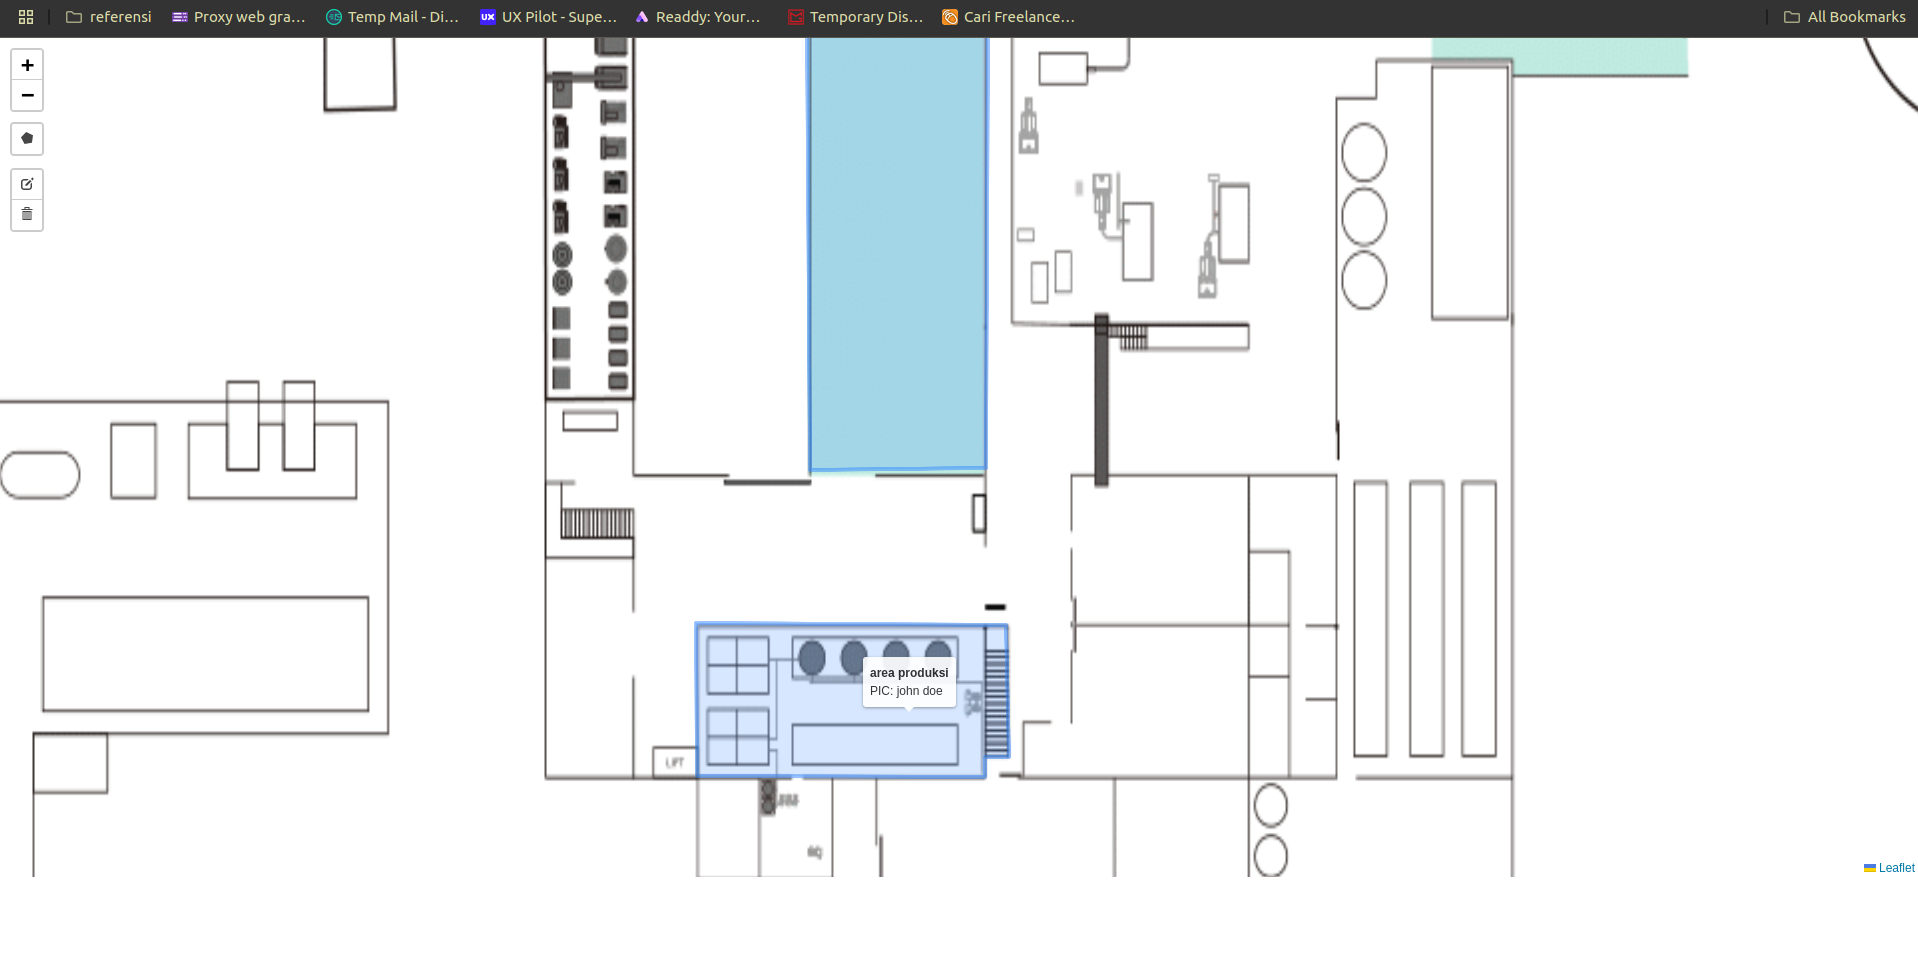 referensi
Proxy web gra...
Temp Mail - Di...
UX Pilot - Supe...
Readdy: Your...
Temporary Dis...
Cari Freelance...
All Bookmarks
+
−
area produksi
PIC: john doe
LIFT
Leaflet